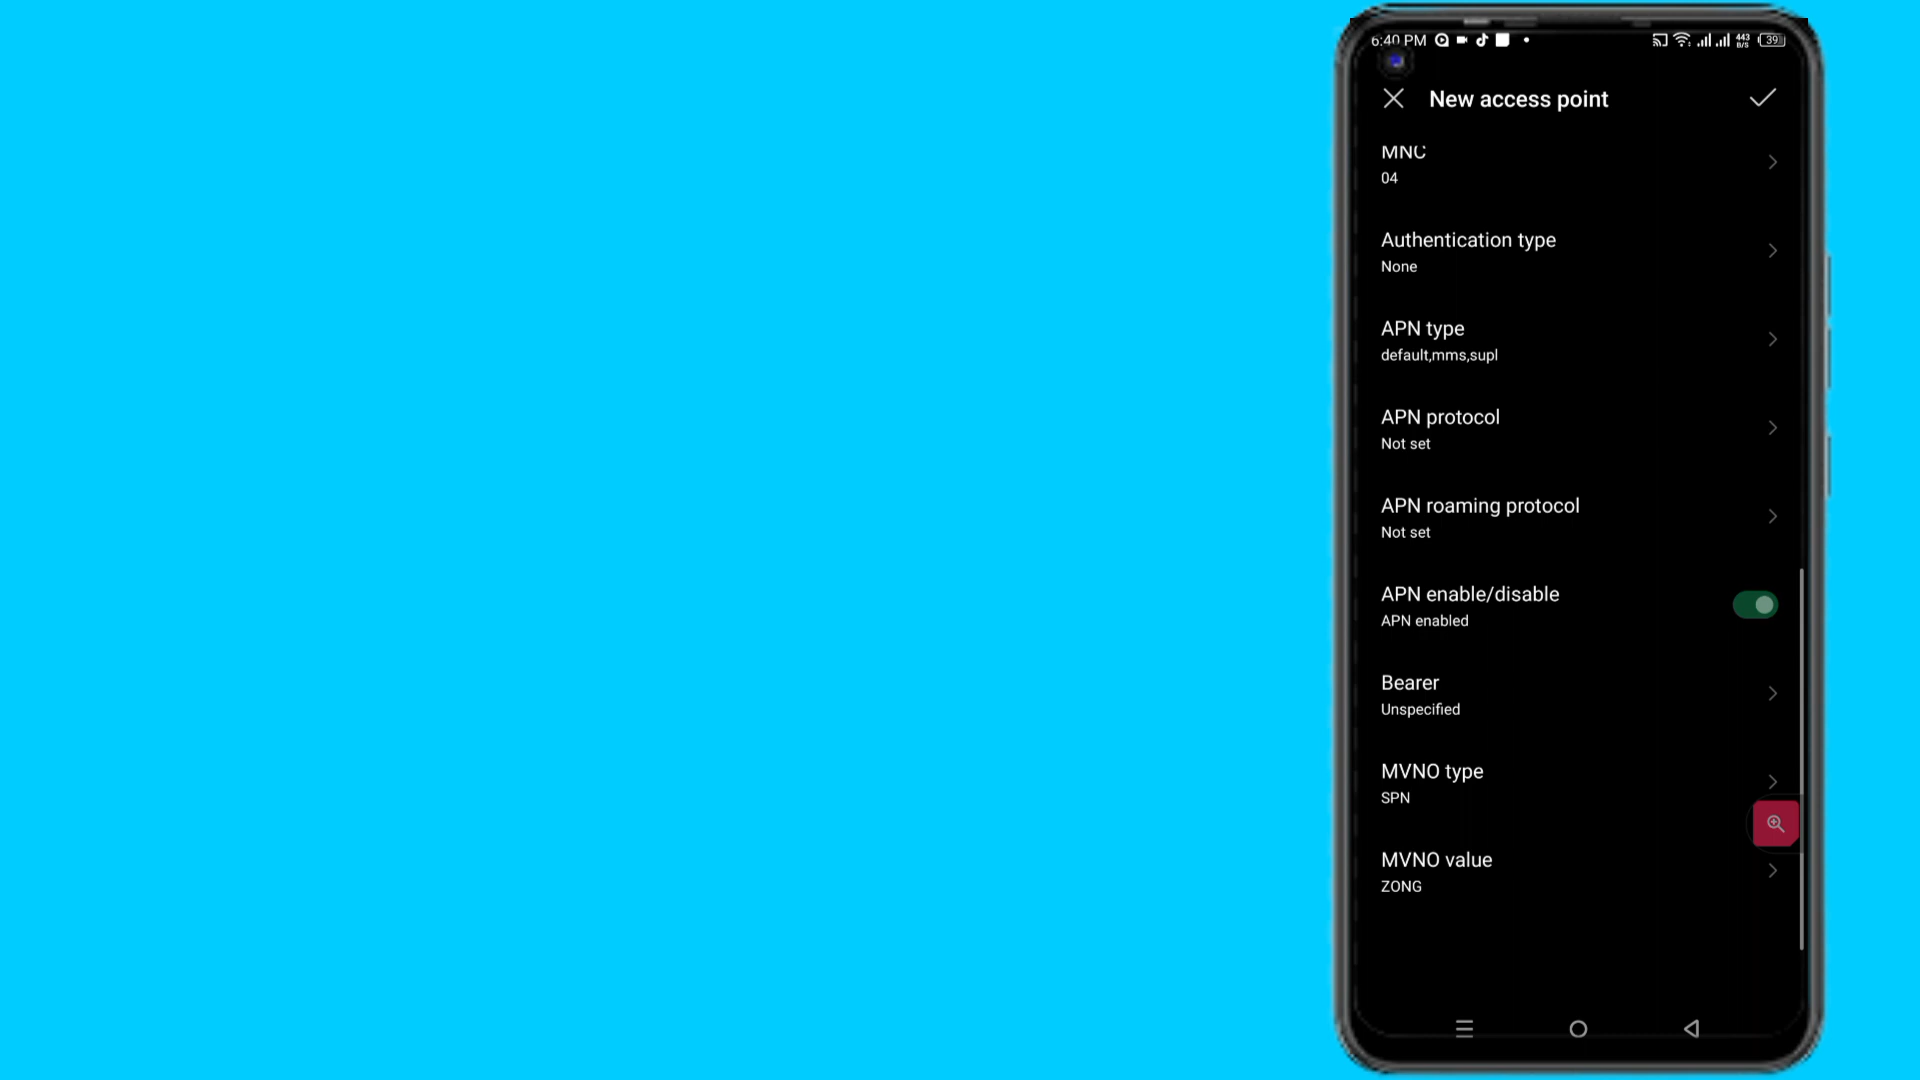 6:40 PM
443 B/S
39
New access point
MNC
04
Authentication type
None
APN type
default,mms,supl
APN protocol
Not set
APN roaming protocol
Not set
APN enable/disable
APN enabled
Bearer
Unspecified
MVNO type
SPN
MVNO value
ZONG